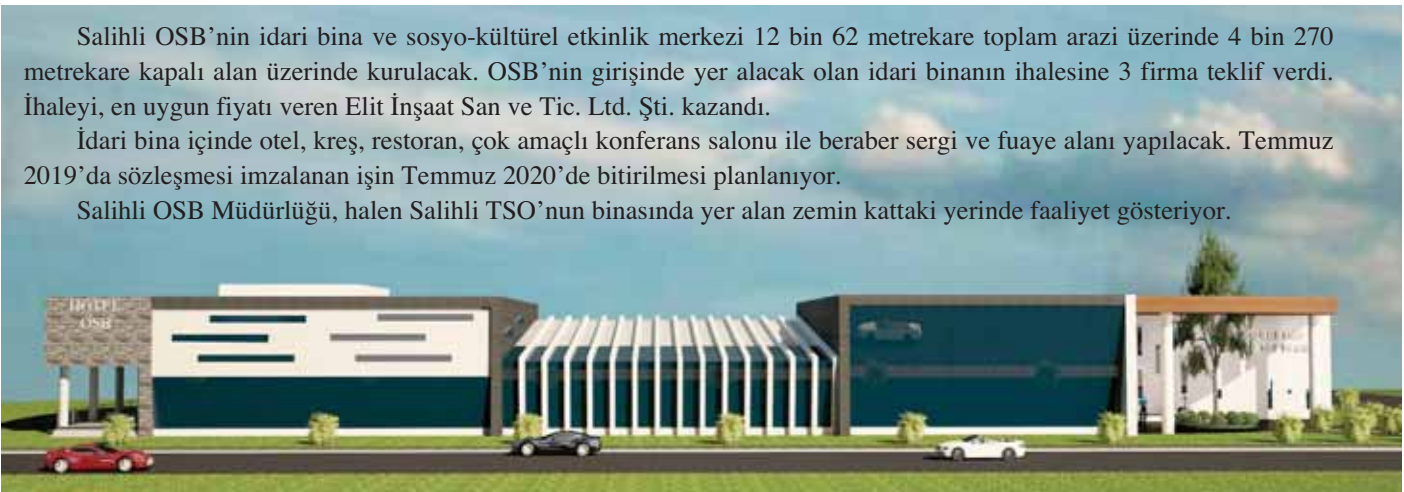 Salihli OSB’nin idari bina ve sosyo-kültürel etkinlik merkezi 12 bin 62 metrekare toplam arazi üzerinde 4 bin 270
metrekare kapalı alan üzerinde kurulacak. OSB’nin girişinde yer alacak olan idari binanın ihalesine 3 firma teklif verdi.
İhaleyi, en uygun fiyatı veren Elit İnşaat San ve Tic. Ltd. Şti. kazandı.
İdari bina içinde otel, kreş, restoran, çok amaçlı konferans salonu ile beraber sergi ve fuaye alanı yapılacak. Temmuz
2019’da sözleşmesi imzalanan işin Temmuz 2020’de bitirilmesi planlanıyor.
Salihli OSB Müdürlüğü, halen Salihli TSO’nun binasında yer alan zemin kattaki yerinde faaliyet gösteriyor.
HOTEL
OSB